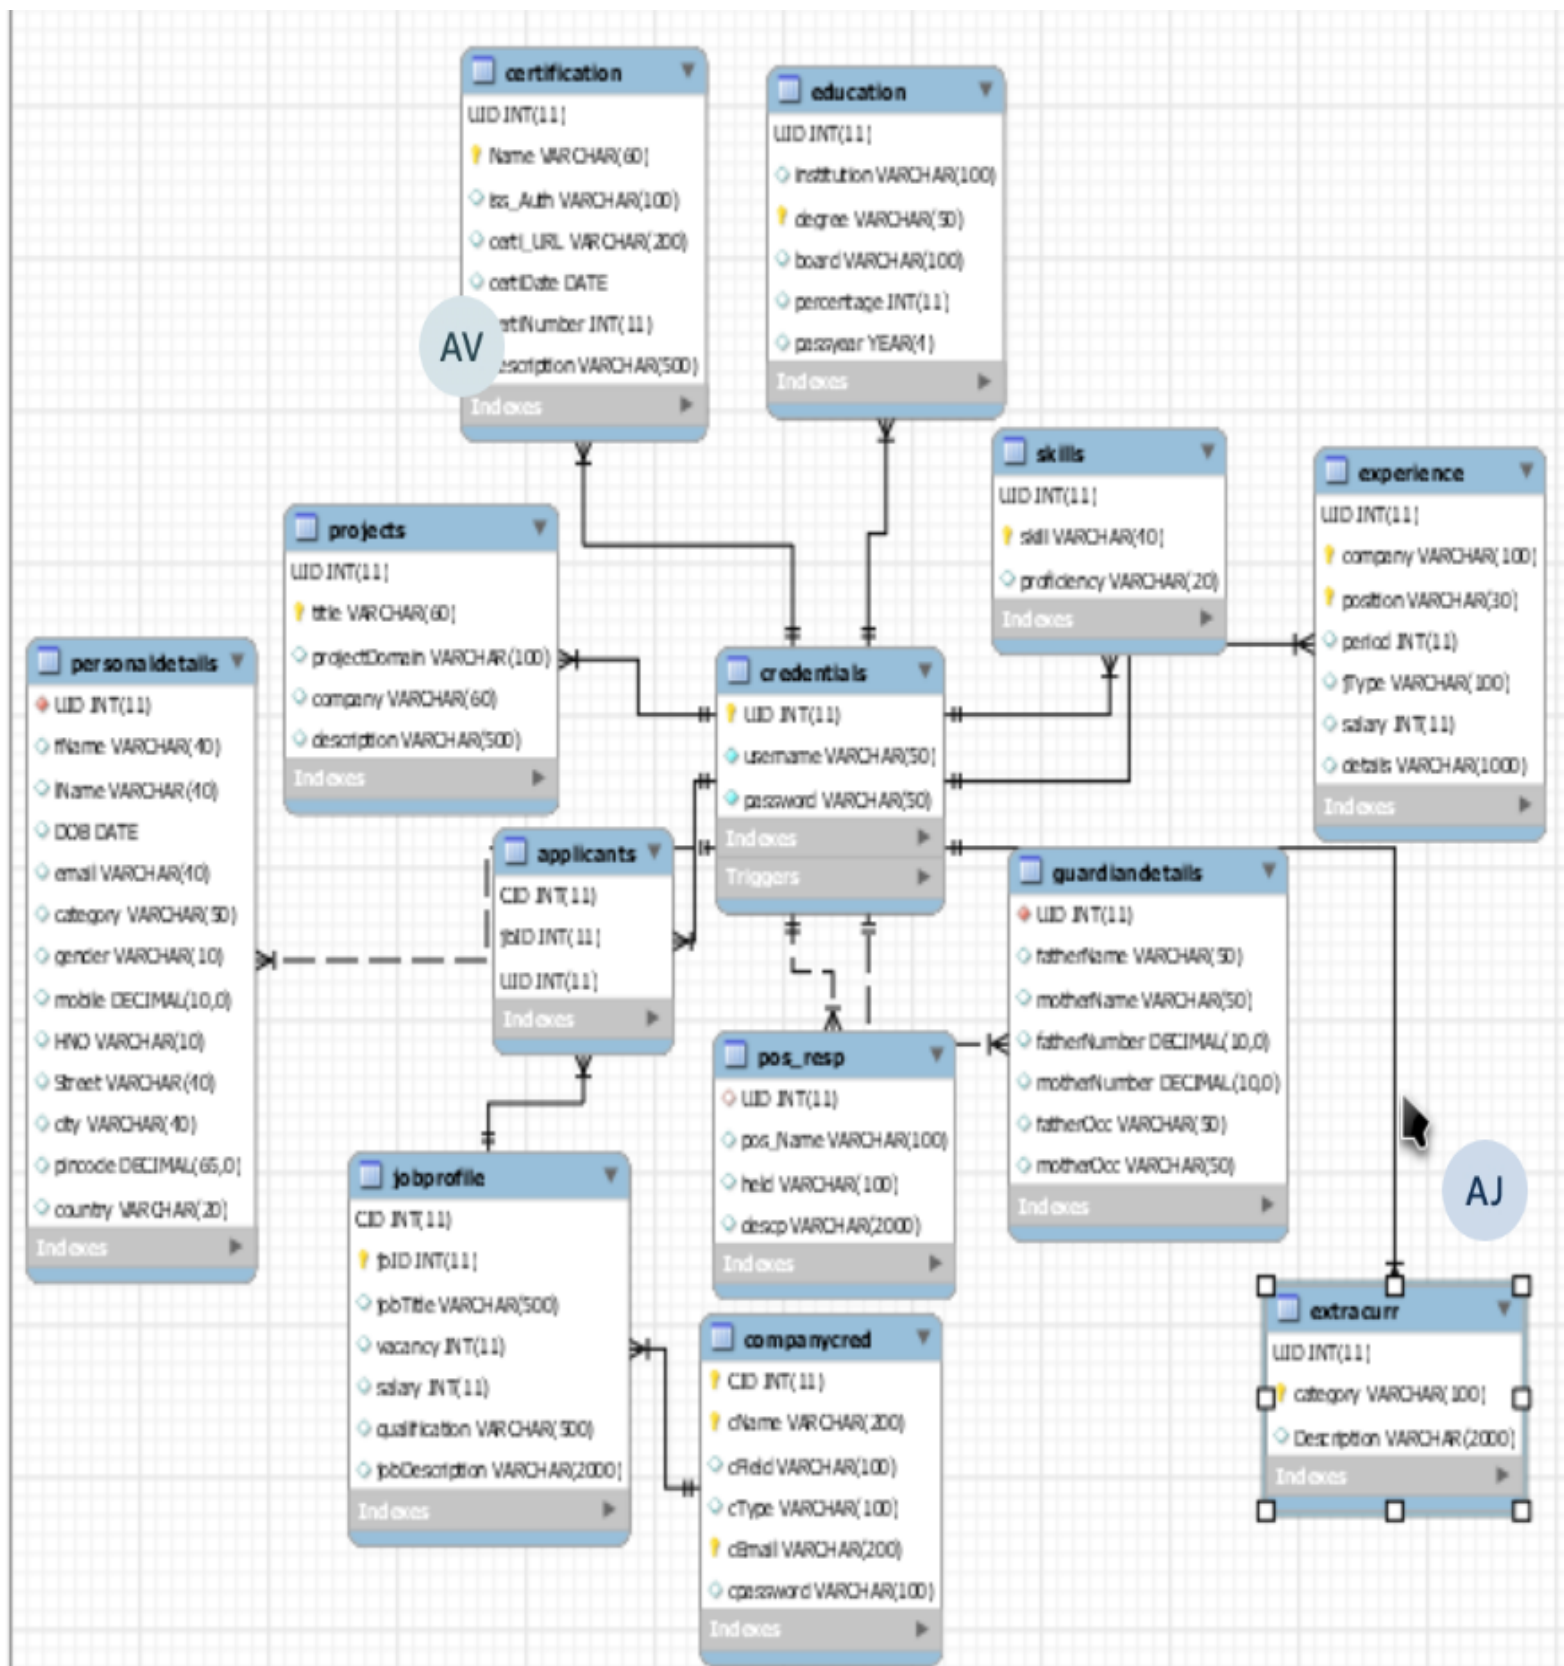 certification
UID INT(11)
Name VARCHAR(60)
iss_Auth VARCHAR(100)
certi_URL VARCHAR(200)
certiDate DATE
ertiNumber INT(11)
escription VARCHAR(500)
Indexes
AV
education
UID INT(11)
institution VARCHAR(100)
degree VARCHAR(50)
board VARCHAR(100)
percentage INT(11)
passyear YEAR(4)
Indexes
skills
UID INT(11)
skill VARCHAR(40)
proficiency VARCHAR(20)
Indexes
experience
UID INT(11)
company VARCHAR(100)
position VARCHAR(30)
period INT(11)
jType VARCHAR(100)
salary INT(11)
details VARCHAR(1000)
Indexes
projects
UID INT(11)
title VARCHAR(60)
projectDomain VARCHAR(100)
company VARCHAR(60)
description VARCHAR(500)
Indexes
personaldetails
UID INT(11)
fName VARCHAR(40)
lName VARCHAR(40)
DOB DATE
email VARCHAR(40)
category VARCHAR(50)
gender VARCHAR(10)
mobile DECIMAL(10,0)
HNO VARCHAR(10)
Street VARCHAR(40)
city VARCHAR(40)
pincode DECIMAL(65,0)
country VARCHAR(20)
Indexes
credentials
UID INT(11)
username VARCHAR(50)
password VARCHAR(50)
Indexes
Triggers
applicants
CID INT(11)
jbID INT(11)
UID INT(11)
Indexes
guardiandetails
UID INT(11)
fatherName VARCHAR(50)
motherName VARCHAR(50)
fatherNumber DECIMAL(10,0)
motherNumber DECIMAL(10,0)
fatherOcc VARCHAR(50)
motherOcc VARCHAR(50)
Indexes
pos_resp
UID INT(11)
pos_Name VARCHAR(100)
held VARCHAR(100)
descp VARCHAR(2000)
Indexes
AJ
jobprofile
CID INT(11)
jbID INT(11)
jobTitle VARCHAR(500)
vacancy INT(11)
salary INT(11)
qualification VARCHAR(500)
jobDescription VARCHAR(2000)
Indexes
companycred
CID INT(11)
cName VARCHAR(200)
cField VARCHAR(100)
cType VARCHAR(100)
cEmail VARCHAR(200)
cpassword VARCHAR(100)
Indexes
extracurr
UID INT(11)
category VARCHAR(100)
Description VARCHAR(2000)
Indexes